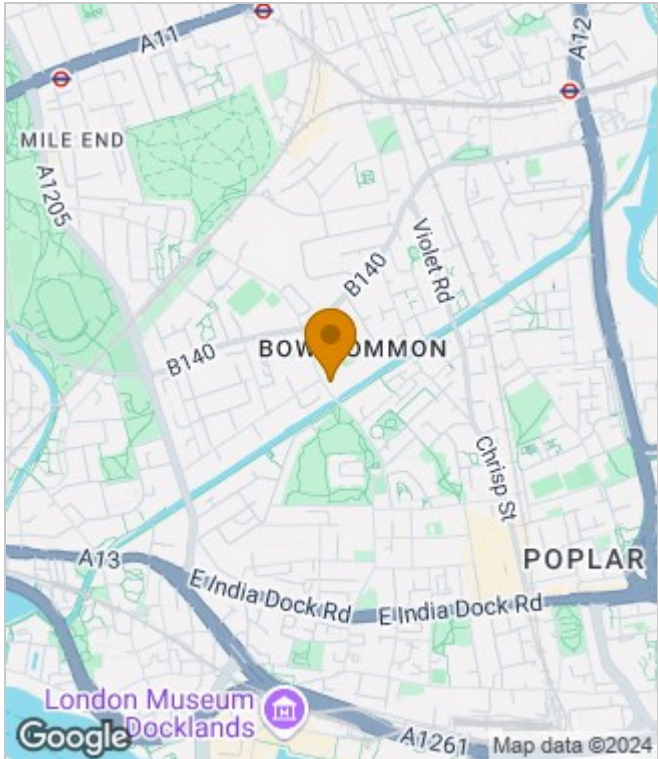 A11
A12
MILE END
A1205
Violet Rd
B140
BOW COMMON
B140
Chrisp St
A13
POPLAR
E India Dock Rd
E India Dock Rd
London Museum
Docklands
Google
A1261
Map data ©2024